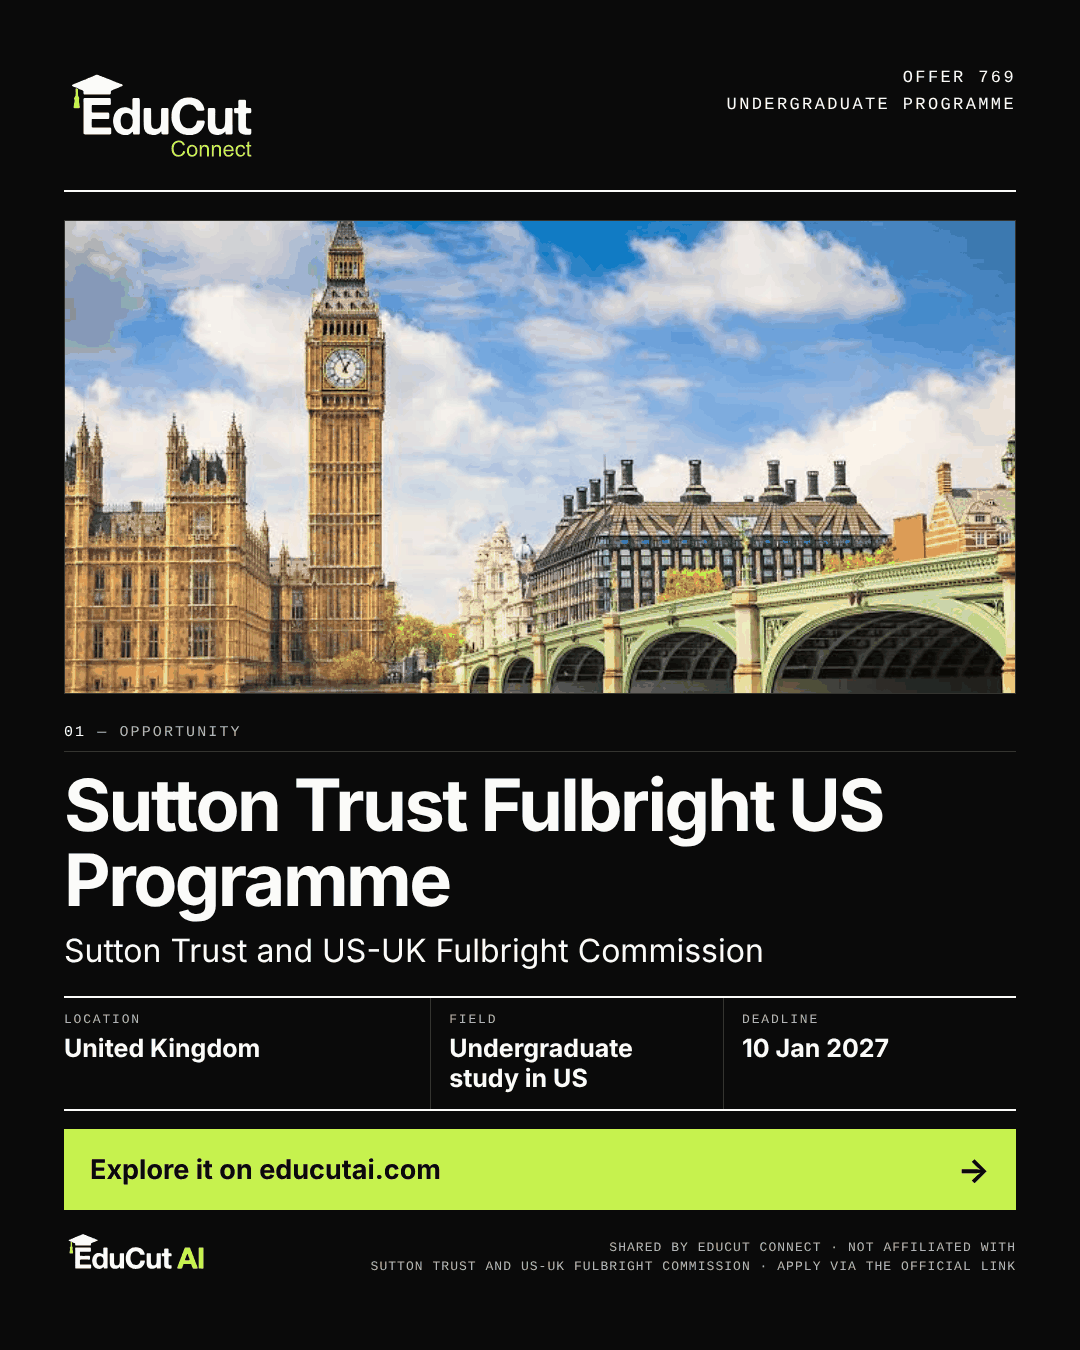 EduCut
Connect
OFFER 769
UNDERGRADUATE PROGRAMME
01 — OPPORTUNITY
Sutton Trust Fulbright US
Programme
Sutton Trust and US-UK Fulbright Commission
LOCATION
United Kingdom
FIELD
Undergraduate
study in US
DEADLINE
10 Jan 2027
Explore it on educutai.com →
EduCut AI
SHARED BY EDUCUT CONNECT · NOT AFFILIATED WITH
SUTTON TRUST AND US-UK FULBRIGHT COMMISSION · APPLY VIA THE OFFICIAL LINK